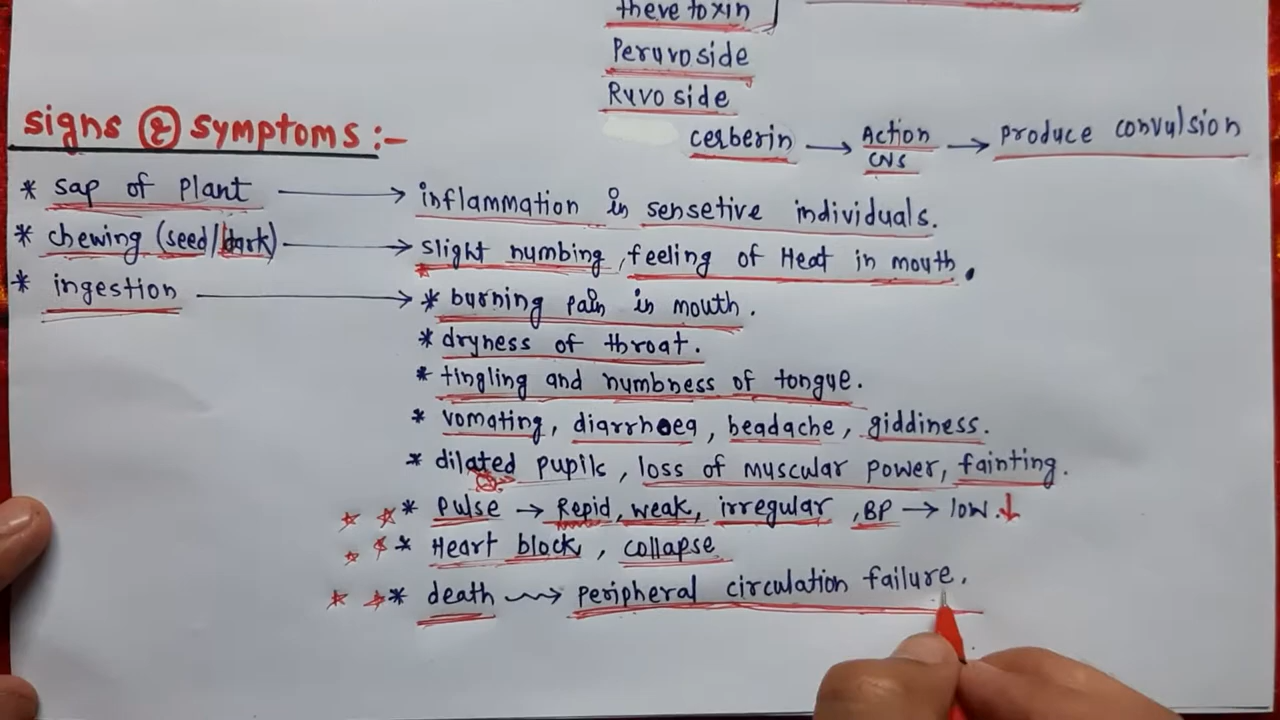 thevetoxin
Peruvoside
Ruvoside
cerberin → Action CNS → produce convulsion
signs & symptoms :-
* sap of plant → inflammation in sensetive individuals.
* chewing (seed/bark) → slight numbing, feeling of Heat in mouth.
* ingestion → * burning pain in mouth.
* dryness of throat.
* tingling and numbness of tongue.
* vomating, diarrhoea, headache, giddiness.
* dilated pupils, loss of muscular power, fainting.
* pulse → Repid, weak, irregular, BP → low. ↓
* Heart block, collapse
* death → peripheral circulation failure.